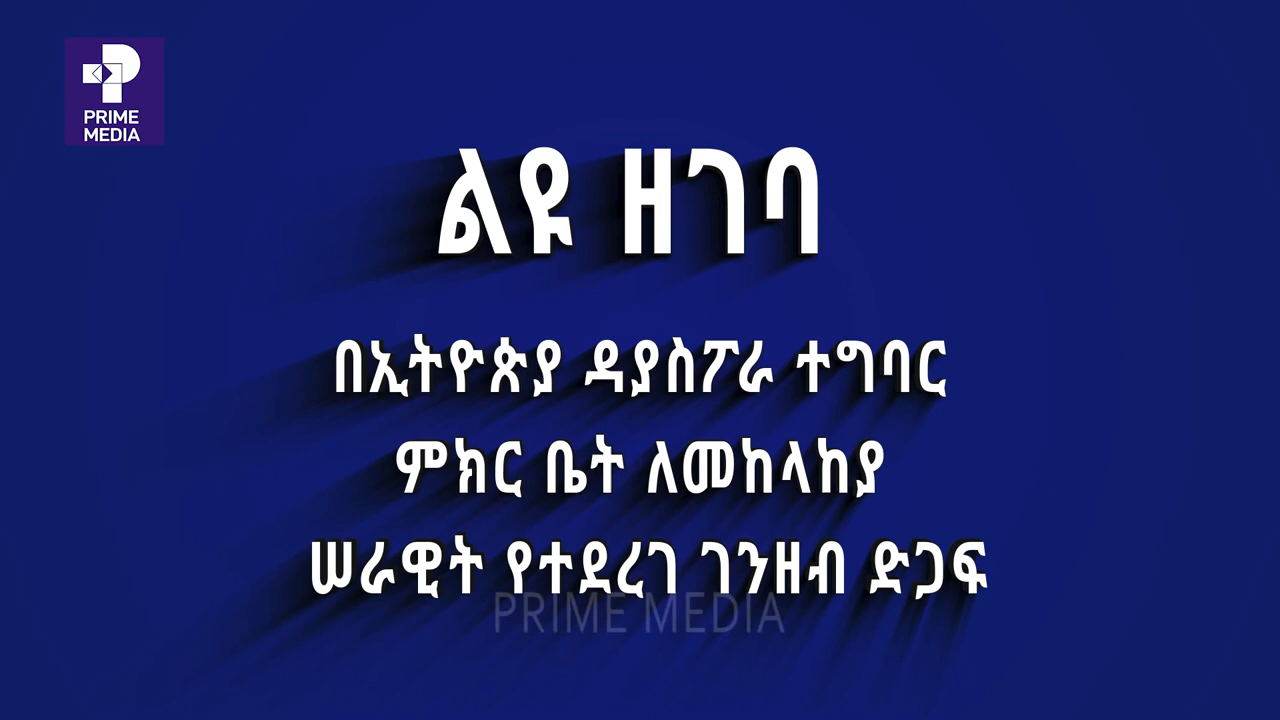 PRIME
MEDIA
ልዩ ዘገባ
በኢትዮጵያ ዳያስፖራ ተግባር
ምክር ቤት ለመከላከያ
ሠራዊት የተደረገ ገንዘብ ድጋፍ
PRIME MEDIA